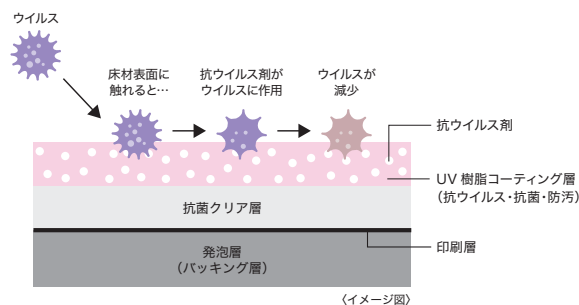 ウイルス
床材表面に
触れると…
抗ウイルス剤が
ウイルスに作用
ウイルスが
減少
抗ウイルス剤
UV 樹脂コーティング層
（抗ウイルス・抗菌・防汚）
抗菌クリア層
印刷層
発泡層
（バッキング層）
〈イメージ図〉